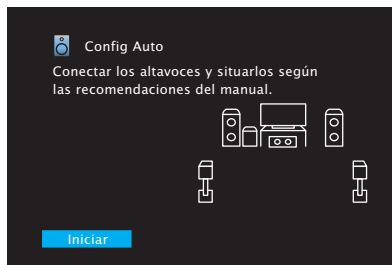 Config Auto
Conectar los altavoces y situarlos según
las recomendaciones del manual.
Iniciar